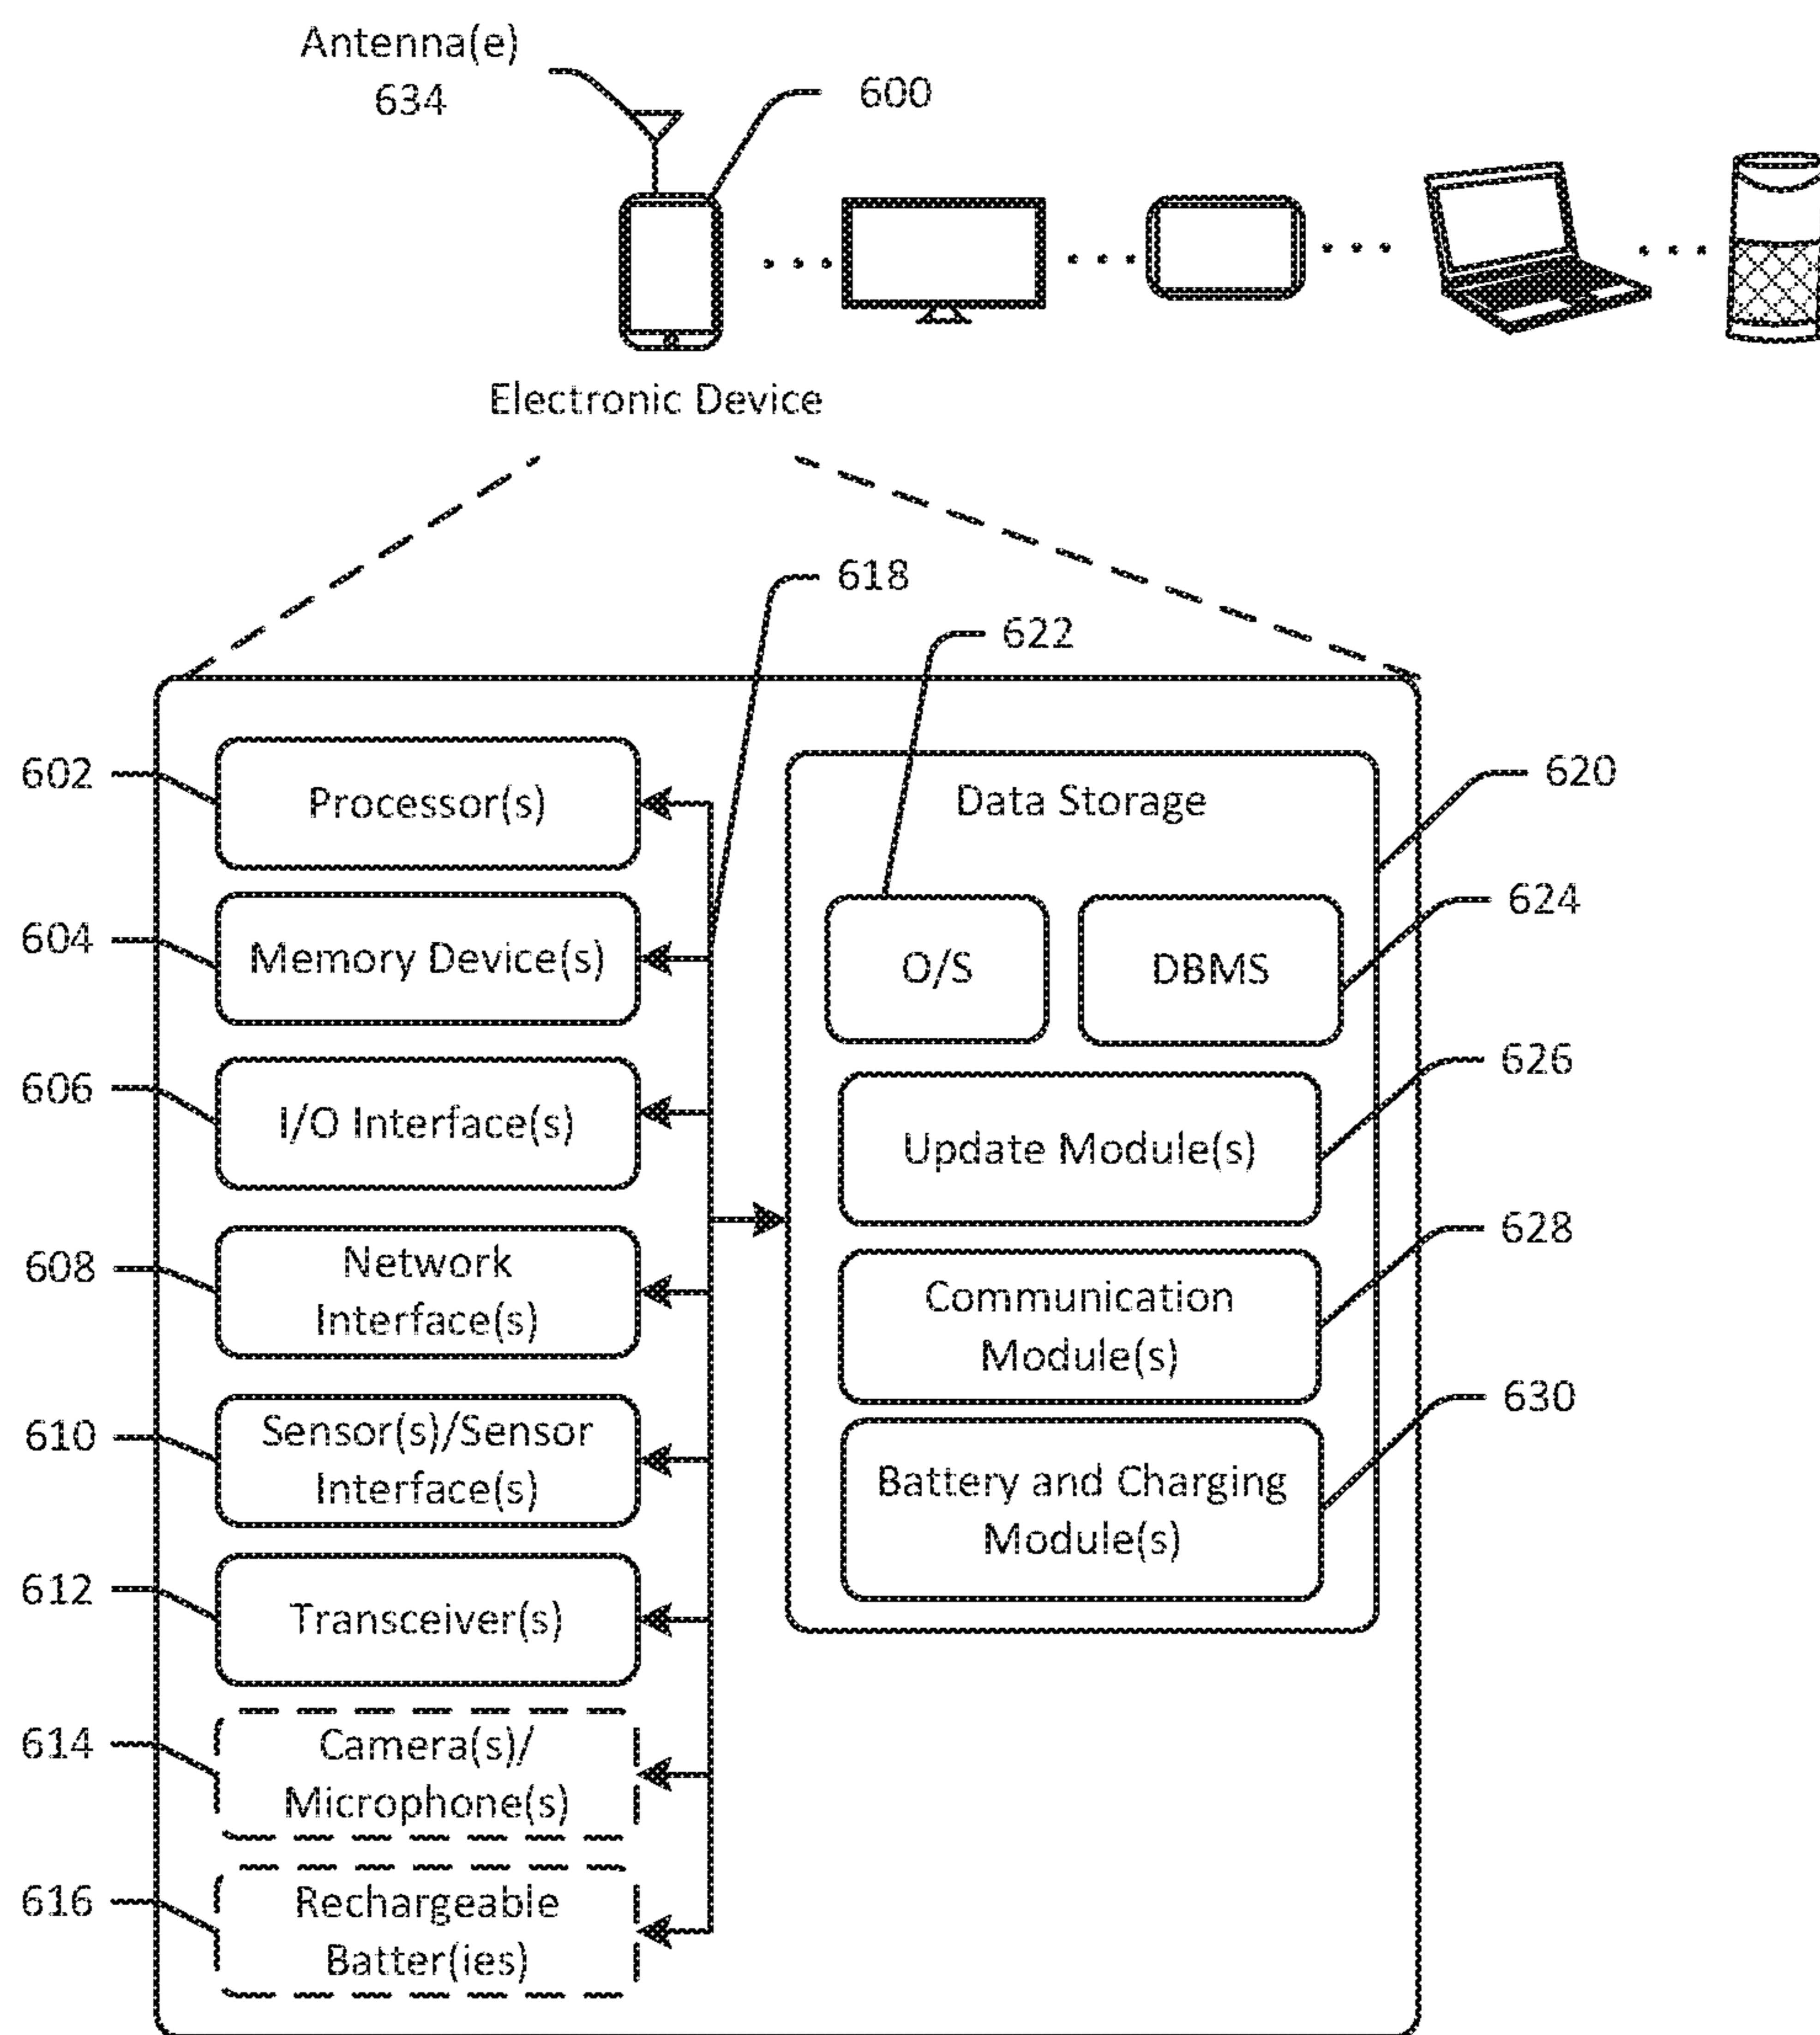 Antenna(e)
634
600
Electronic Device
618
622
602
Processor(s)
Data Storage
620
604
Memory Device(s)
O/S
DBMS
624
606
I/O Interface(s)
Update Module(s)
626
608
Network
Interface(s)
Communication
Module(s)
628
610
Sensor(s)/Sensor
Interface(s)
Battery and Charging
Module(s)
630
612
Transceiver(s)
614
Camera(s)/
Microphone(s)
616
Rechargeable
Batter(ies)